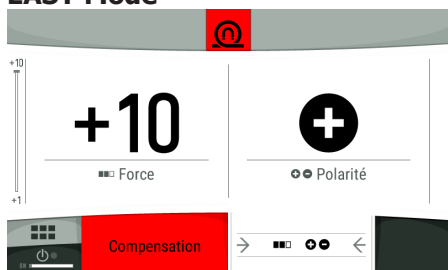 EASY Mode
+10
+10
+1
Force
Polarité
Compensation